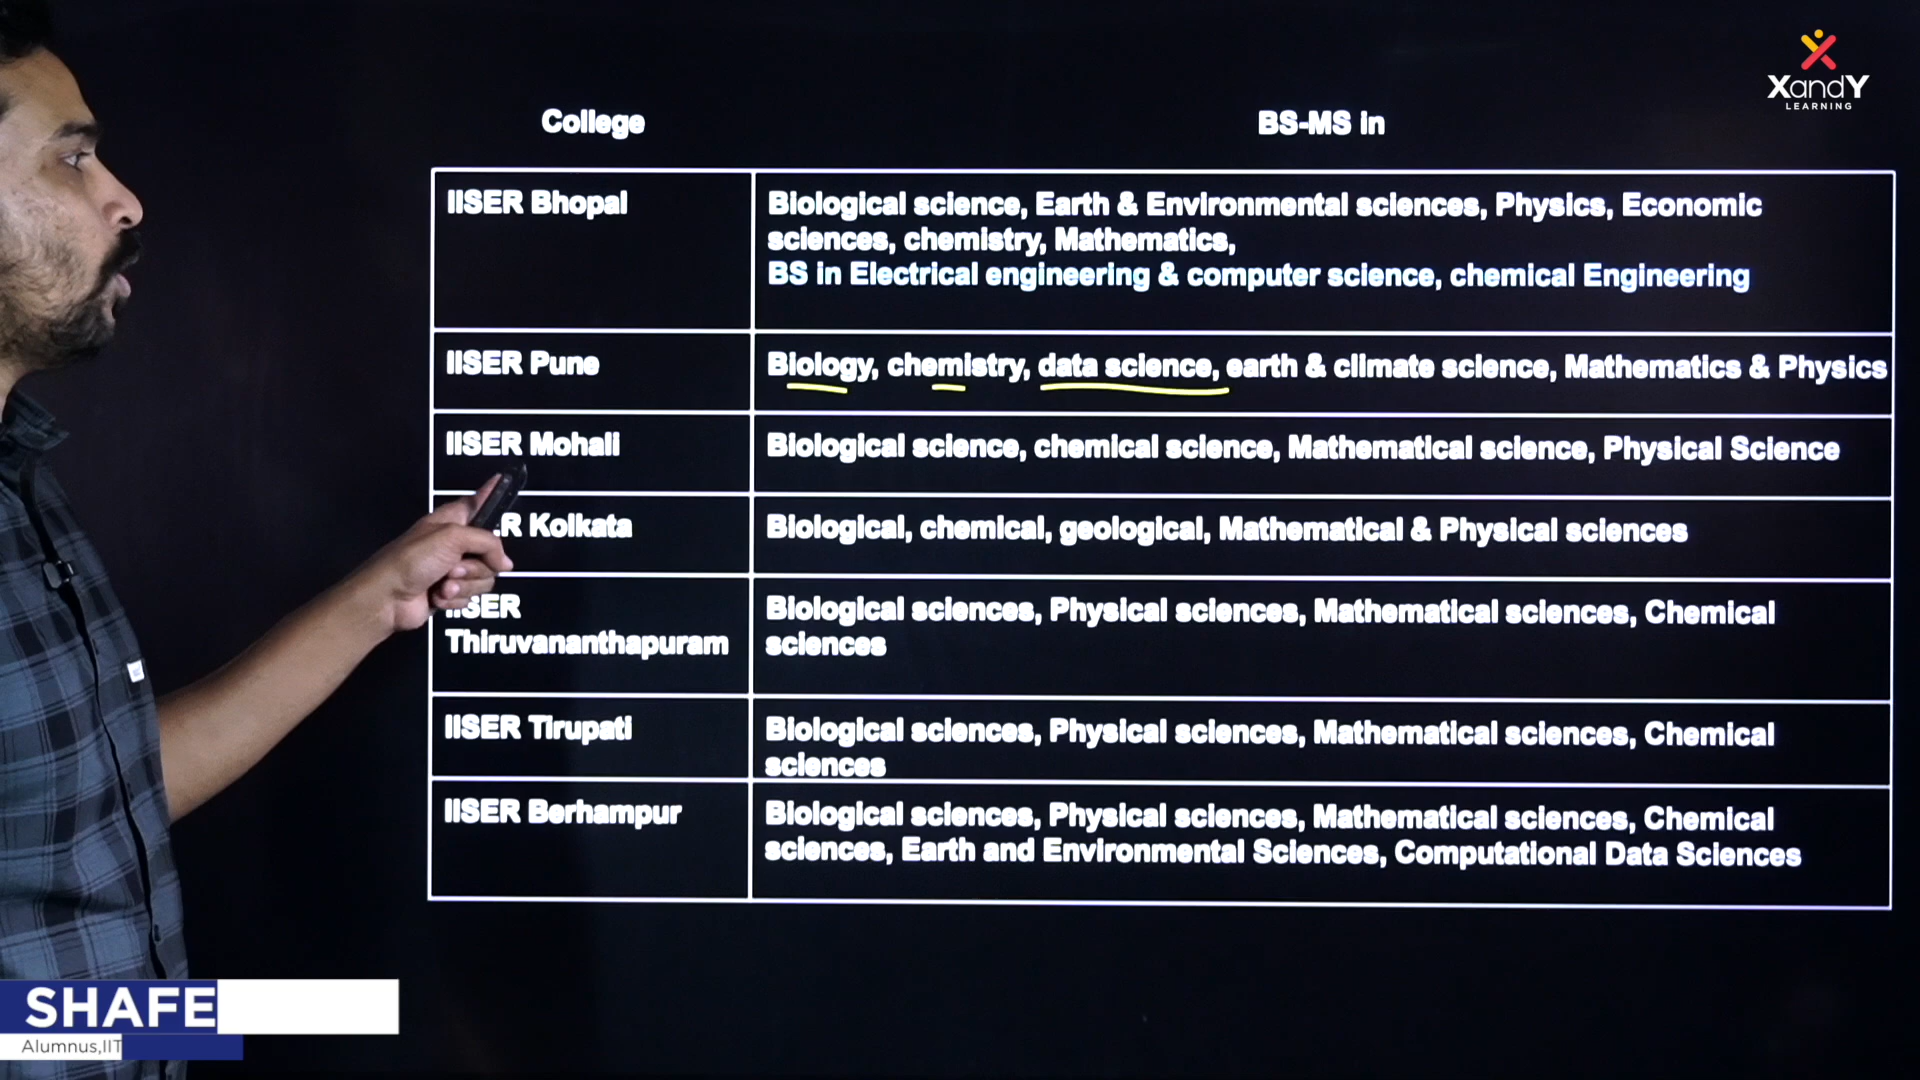 XandY
LEARNING
College
BS-MS in
IISER Bhopal
Biological science, Earth & Environmental sciences, Physics, Economic
sciences, chemistry, Mathematics,
BS in Electrical engineering & computer science, chemical Engineering
IISER Pune
Biology, chemistry, data science, earth & climate science, Mathematics & Physics
IISER Mohali
Biological science, chemical science, Mathematical science, Physical Science
R Kolkata
Biological, chemical, geological, Mathematical & Physical sciences
IISER
Thiruvananthapuram
Biological sciences, Physical sciences, Mathematical sciences, Chemical
sciences
IISER Tirupati
Biological sciences, Physical sciences, Mathematical sciences, Chemical
sciences
IISER Berhampur
Biological sciences, Physical sciences, Mathematical sciences, Chemical
sciences, Earth and Environmental Sciences, Computational Data Sciences
SHAFE
Alumnus,IIT